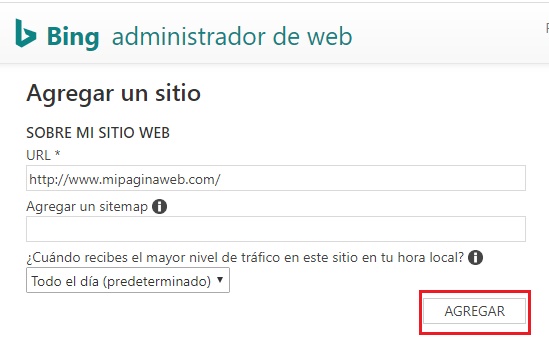 Bing administrador de web
Agregar un sitio
SOBRE MI SITIO WEB
URL *
http://www.mipaginaweb.com/
Agregar un sitemap
¿Cuándo recibes el mayor nivel de tráfico en este sitio en tu hora local?
Todo el día (predeterminado)
AGREGAR